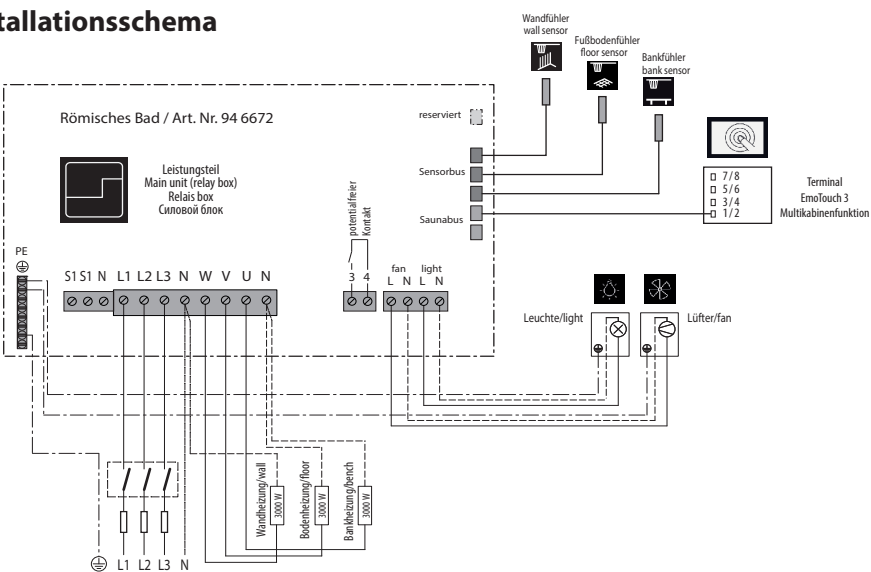 tallationsschema
Wandfühler
wall sensor
Fußbodenfühler
floor sensor
Bankfühler
bank sensor
Römisches Bad / Art. Nr. 94 6672
reserviert
Leistungsteil
Main unit (relay box)
Relais box
Силовой блок
Sensorbus
Saunabus
potentialfreier
Kontakt
7/8
5/6
3/4
1/2
Terminal
EmoTouch 3
Multikabinenfunktion
PE
S1 S1 N L1 L2 L3 N W V U N
3 4
fan light
L N L N
Leuchte/light
Lüfter/fan
Wandheizung/wall
3000 W
Bodenheizung/floor
3000 W
Bankheizung/bench
3000 W
L1 L2 L3 N